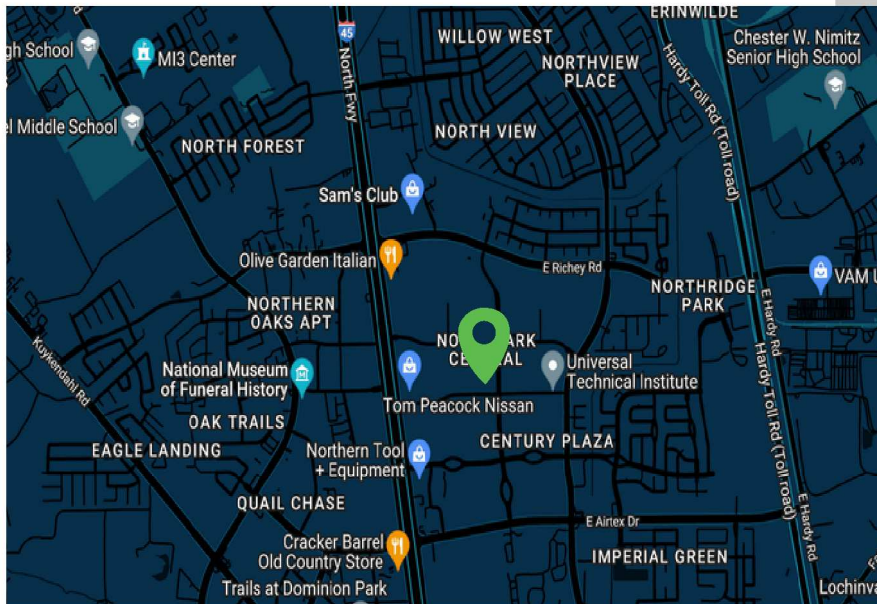 ERINWILDE
45
gh School
MI3 Center
WILLOW WEST
Chester W. Nimitz
Senior High School
North Fwy
NORTHVIEW
PLACE
Hardy Toll Rd (Toll road)
el Middle School
NORTH FOREST
NORTH VIEW
Sam's Club
Olive Garden Italian
E Richey Rd
VAM U
NORTHRIDGE
PARK
NORTHERN
OAKS APT
E Hardy Rd
Kuykendahl Rd
CENTRAL
National Museum
of Funeral History
Universal
Technical Institute
Hardy Toll Rd (Toll road)
Tom Peacock Nissan
OAK TRAILS
EAGLE LANDING
Northern Tool
+ Equipment
CENTURY PLAZA
QUAIL CHASE
E Hardy Rd
E Airtex Dr
Cracker Barrel
Old Country Store
IMPERIAL GREEN
Trails at Dominion Park
Lochinva